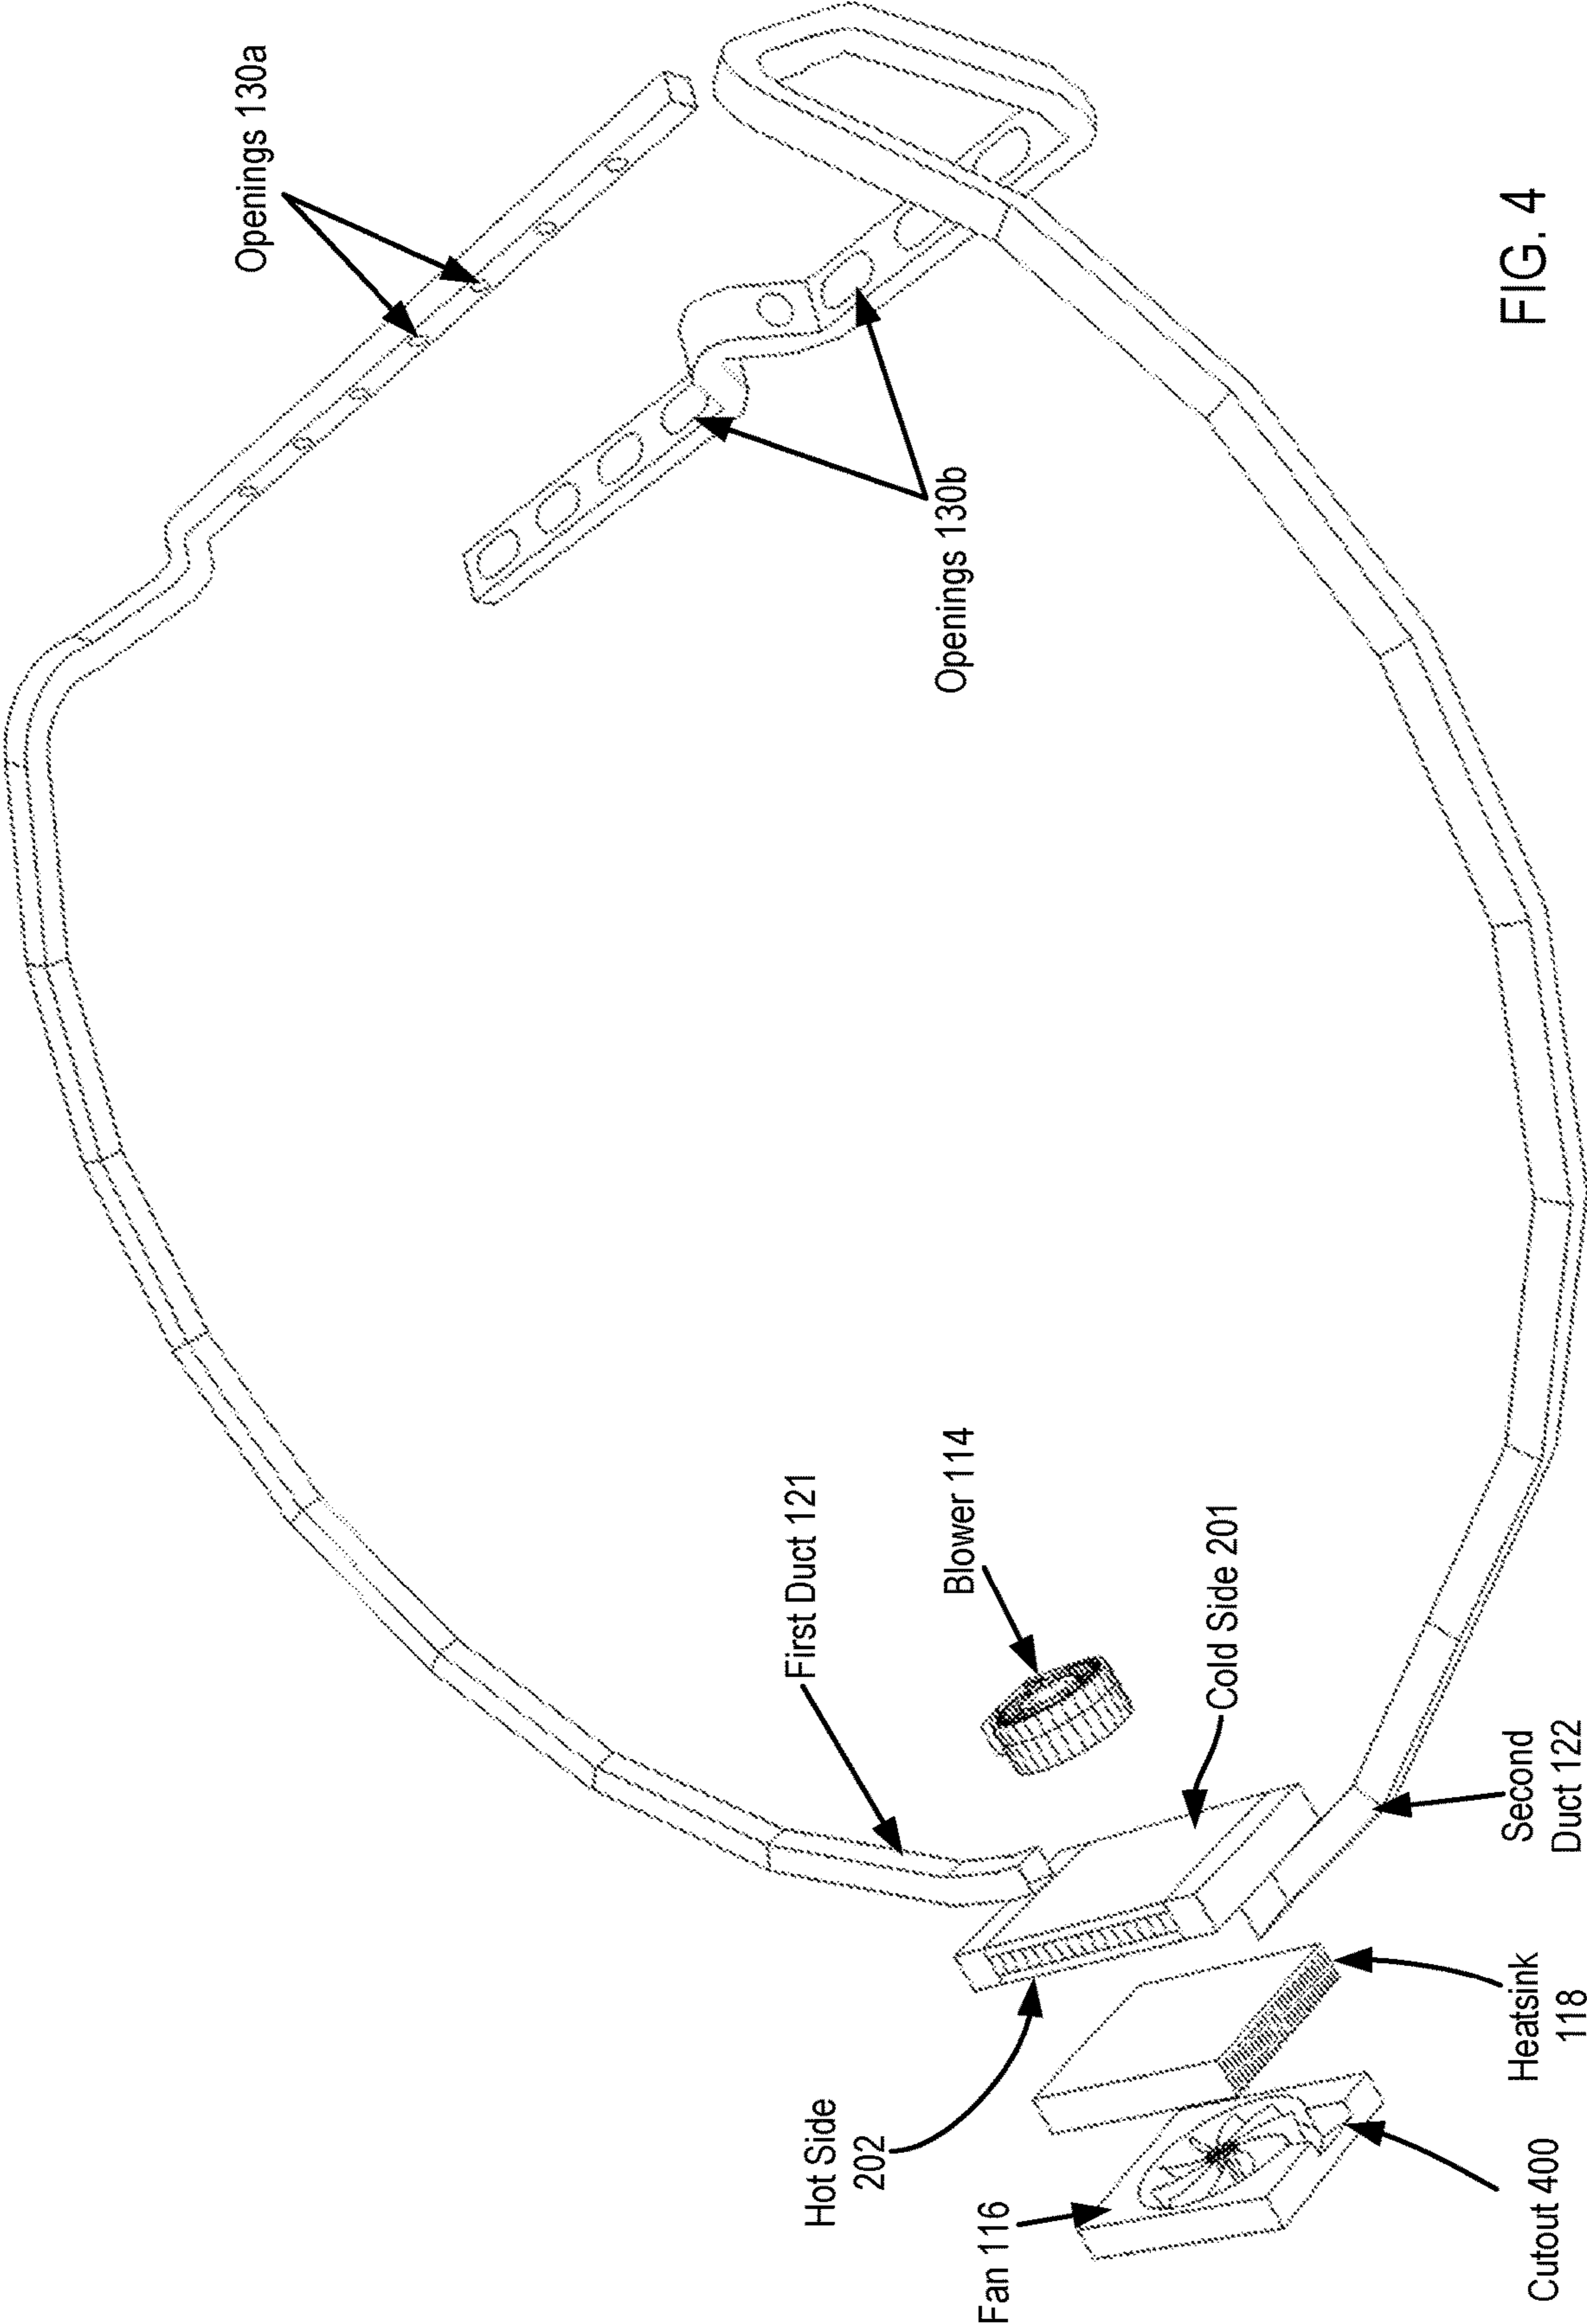 Openings 130a
Openings 130b
First Duct 121
Blower 114
Cold Side 201
Hot Side
202
Fan 116
Second
Duct 122
Heatsink
118
Cutout 400
FIG. 4